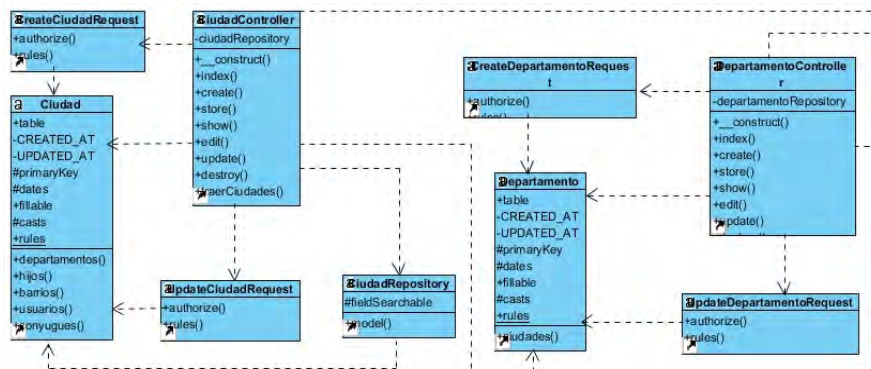 CreateCiudadRequest
+authorize()
+rules()
CiudadController
-ciudadRepository
+__construct()
+index()
+create()
+store()
+show()
+edit()
+update()
+destroy()
+traerCiudades()
Ciudad
+table
-CREATED_AT
-UPDATED_AT
#primaryKey
#dates
+fillable
#casts
+rules
+departamentos()
+hijos()
+barrios()
+usuarios()
+conyugues()
UpdateCiudadRequest
+authorize()
+rules()
CiudadRepository
#fieldSearchable
+model()
CreateDepartamentoReques
t
+authorize()
+rules()
DepartamentoControlle
r
-departamentoRepository
+__construct()
+index()
+create()
+store()
+show()
+edit()
+update()
Departamento
+table
-CREATED_AT
-UPDATED_AT
#primaryKey
#dates
+fillable
#casts
+rules
+ciudades()
UpdateDepartamentoRequest
+authorize()
+rules()